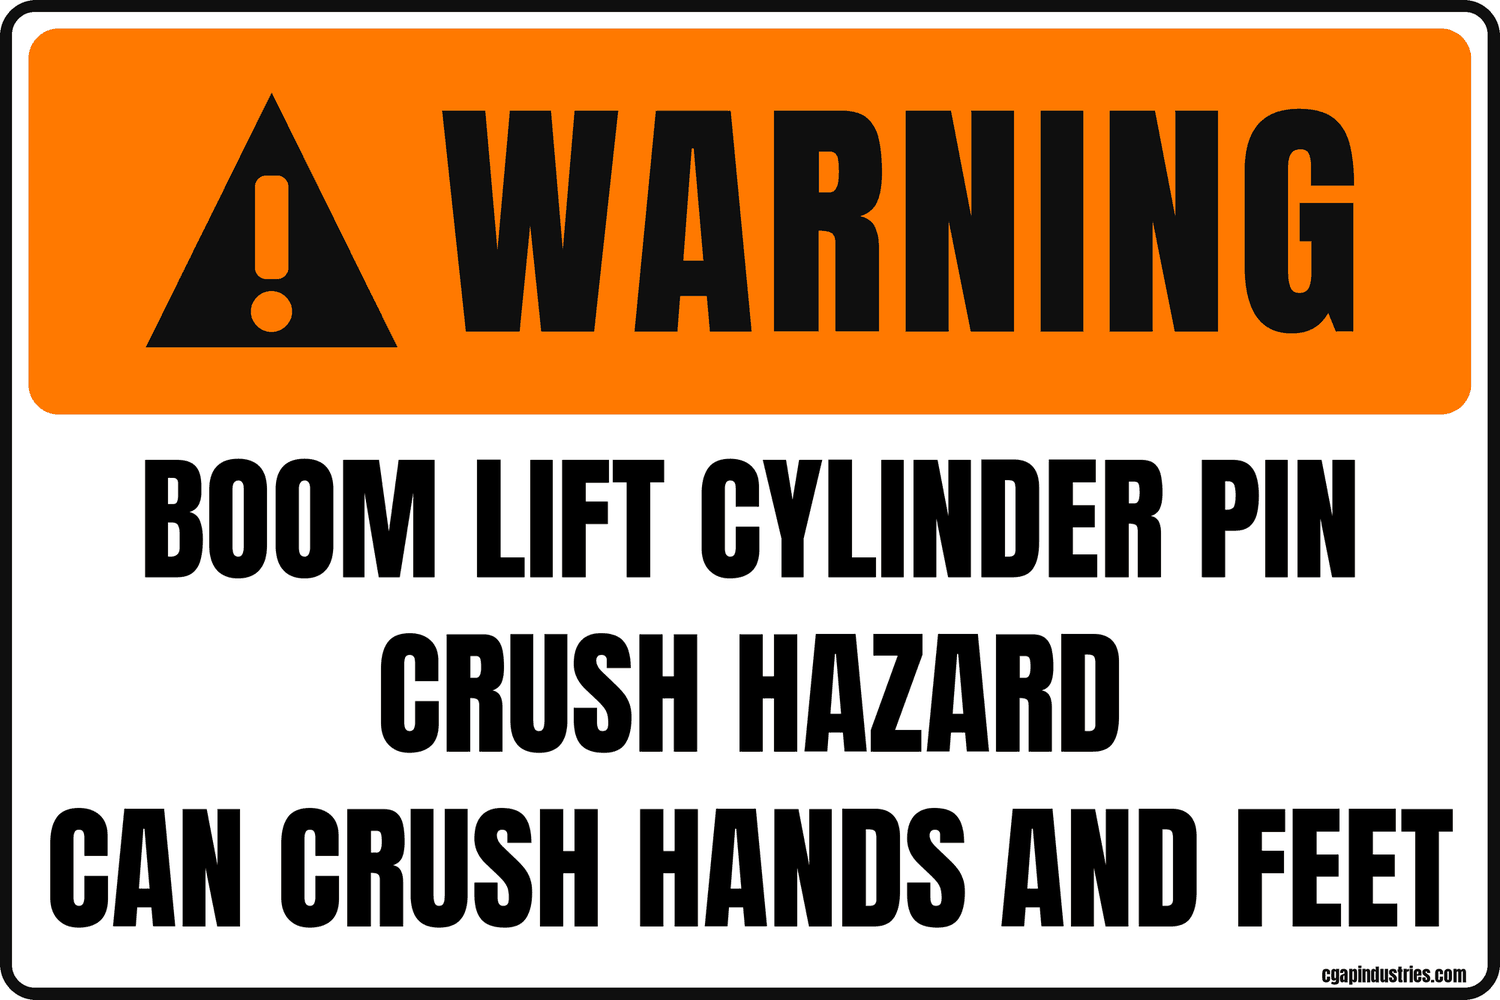 WARNING
BOOM LIFT CYLINDER PIN
CRUSH HAZARD
CAN CRUSH HANDS AND FEET
cgapindustries.com